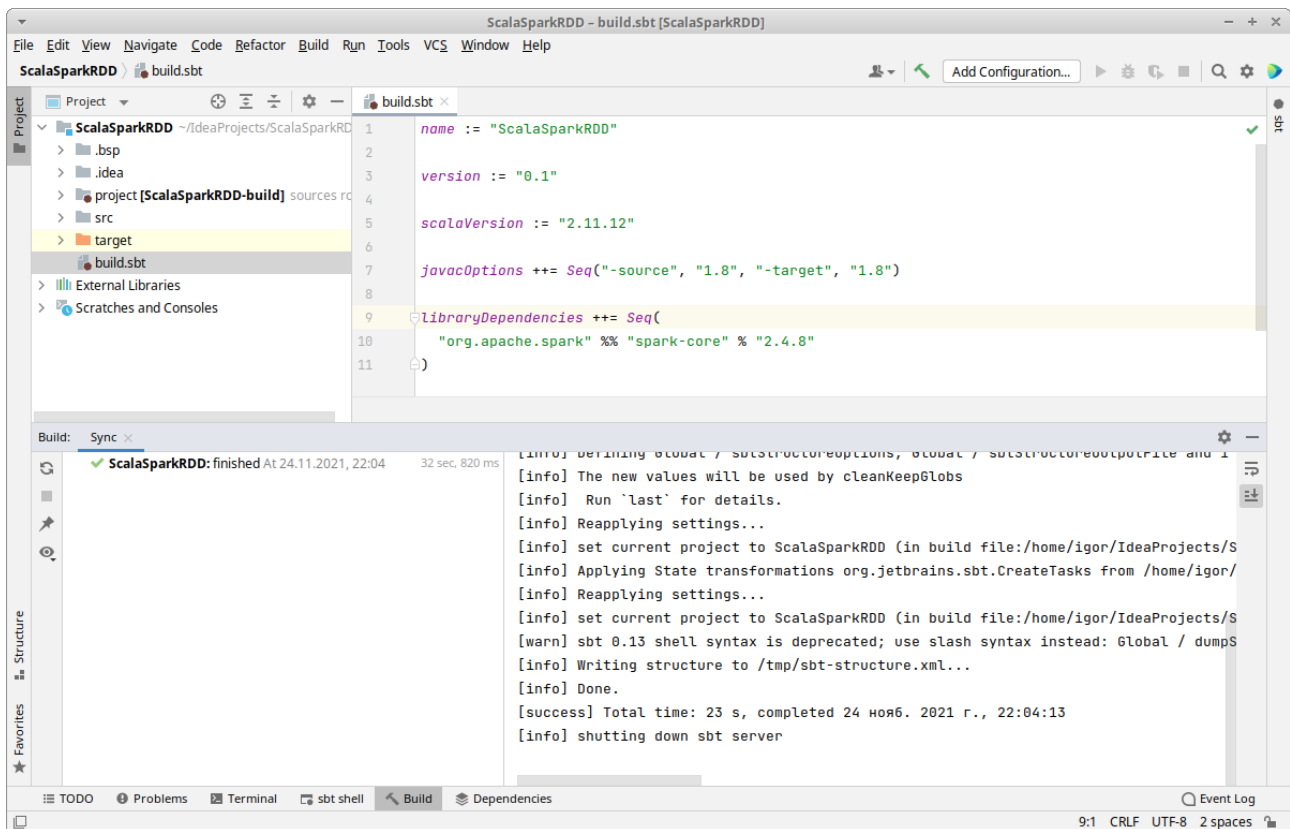 ScalaSparkRDD – build.sbt [ScalaSparkRDD]
File Edit View Navigate Code Refactor Build Run Tools VCS Window Help
ScalaSparkRDD build.sbt Add Configuration...
Project
Project
build.sbt
sbt
ScalaSparkRDD ~/IdeaProjects/ScalaSparkRD
.bsp
.idea
project [ScalaSparkRDD-build] sources ro
src
target
build.sbt
External Libraries
Scratches and Consoles
1 name := "ScalaSparkRDD"
2
3 version := "0.1"
4
5 scalaVersion := "2.11.12"
6
7 javacOptions ++= Seq("-source", "1.8", "-target", "1.8")
8
9 libraryDependencies ++= Seq(
10 "org.apache.spark" %% "spark-core" % "2.4.8"
11 )
Build: Sync
ScalaSparkRDD: finished At 24.11.2021, 22:04 32 sec, 820 ms
[info] Defining Global / sbtStructureOptions, Global / sbtStructureOutputFile and 1
[info] The new values will be used by cleanKeepGlobs
[info] Run `last` for details.
[info] Reapplying settings...
[info] set current project to ScalaSparkRDD (in build file:/home/igor/IdeaProjects/S
[info] Applying State transformations org.jetbrains.sbt.CreateTasks from /home/igor/
[info] Reapplying settings...
[info] set current project to ScalaSparkRDD (in build file:/home/igor/IdeaProjects/S
[warn] sbt 0.13 shell syntax is deprecated; use slash syntax instead: Global / dumpS
[info] Writing structure to /tmp/sbt-structure.xml...
[info] Done.
[success] Total time: 23 s, completed 24 нояб. 2021 г., 22:04:13
[info] shutting down sbt server
Structure
Favorites
TODO Problems Terminal sbt shell Build Dependencies Event Log
9:1 CRLF UTF-8 2 spaces